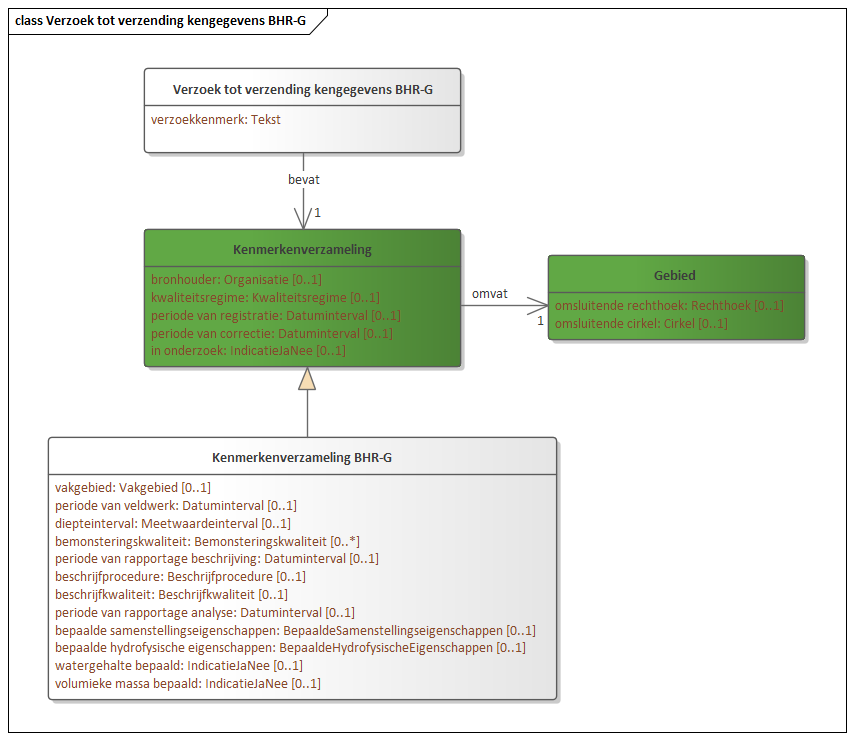 class Verzoek tot verzending kengegevens BHR-G
Verzoek tot verzending kengegevens BHR-G
verzoekkenmerk: Tekst
bevat
1
Kenmerkenverzameling
bronhouder: Organisatie [0..1]
kwaliteitsregime: Kwaliteitsregime [0..1]
periode van registratie: Datuminterval [0..1]
periode van correctie: Datuminterval [0..1]
in onderzoek: IndicatieJaNee [0..1]
omvat
1
Gebied
omsluitende rechthoek: Rechthoek [0..1]
omsluitende cirkel: Cirkel [0..1]
Kenmerkenverzameling BHR-G
vakgebied: Vakgebied [0..1]
periode van veldwerk: Datuminterval [0..1]
diepteinterval: Meetwaardeinterval [0..1]
bemonsteringskwaliteit: Bemonsteringskwaliteit [0..*]
periode van rapportage beschrijving: Datuminterval [0..1]
beschrijfprocedure: Beschrijfprocedure [0..1]
beschrijfkwaliteit: Beschrijfkwaliteit [0..1]
periode van rapportage analyse: Datuminterval [0..1]
bepaalde samenstellingseigenschappen: BepaaldeSamenstellingseigenschappen [0..1]
bepaalde hydrofysische eigenschappen: BepaaldeHydrofysischeEigenschappen [0..1]
watergehalte bepaald: IndicatieJaNee [0..1]
volumieke massa bepaald: IndicatieJaNee [0..1]